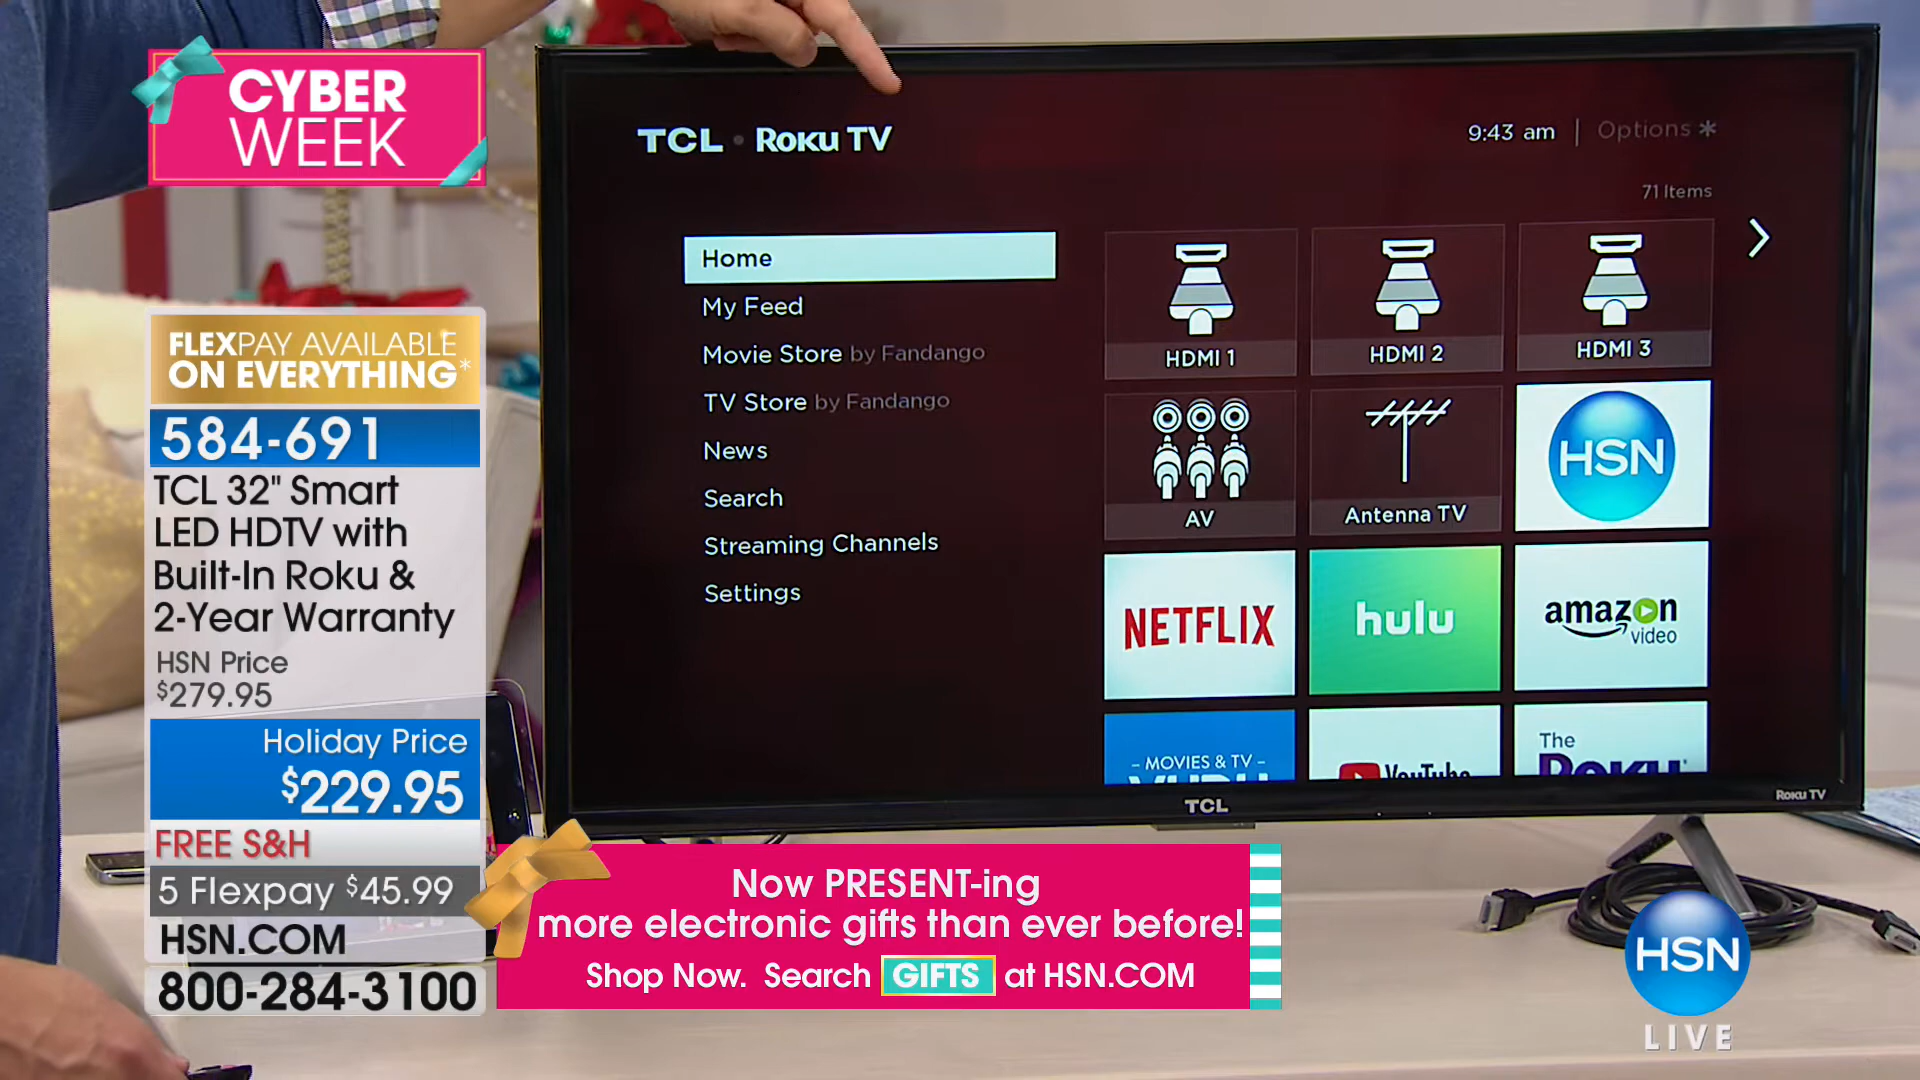 CYBER
WEEK
FLEXPAY AVAILABLE
ON EVERYTHING*
584-691
TCL 32" Smart
LED HDTV with
Built-In Roku &
2-Year Warranty
HSN Price
$279.95
Holiday Price
$229.95
FREE S&H
5 Flexpay $45.99
HSN.COM
800-284-3100
TCL • Roku TV
9:43 am | Options *
71 Items
Home
My Feed
Movie Store by Fandango
TV Store by Fandango
News
Search
Streaming Channels
Settings
HDMI 1
HDMI 2
HDMI 3
AV
Antenna TV
HSN
NETFLIX
hulu
amazon
video
- MOVIES & TV -
VUDU
YouTube
The
Roku
TCL
Roku TV
Now PRESENT-ing
more electronic gifts than ever before!
Shop Now. Search GIFTS at HSN.COM
HSN
LIVE